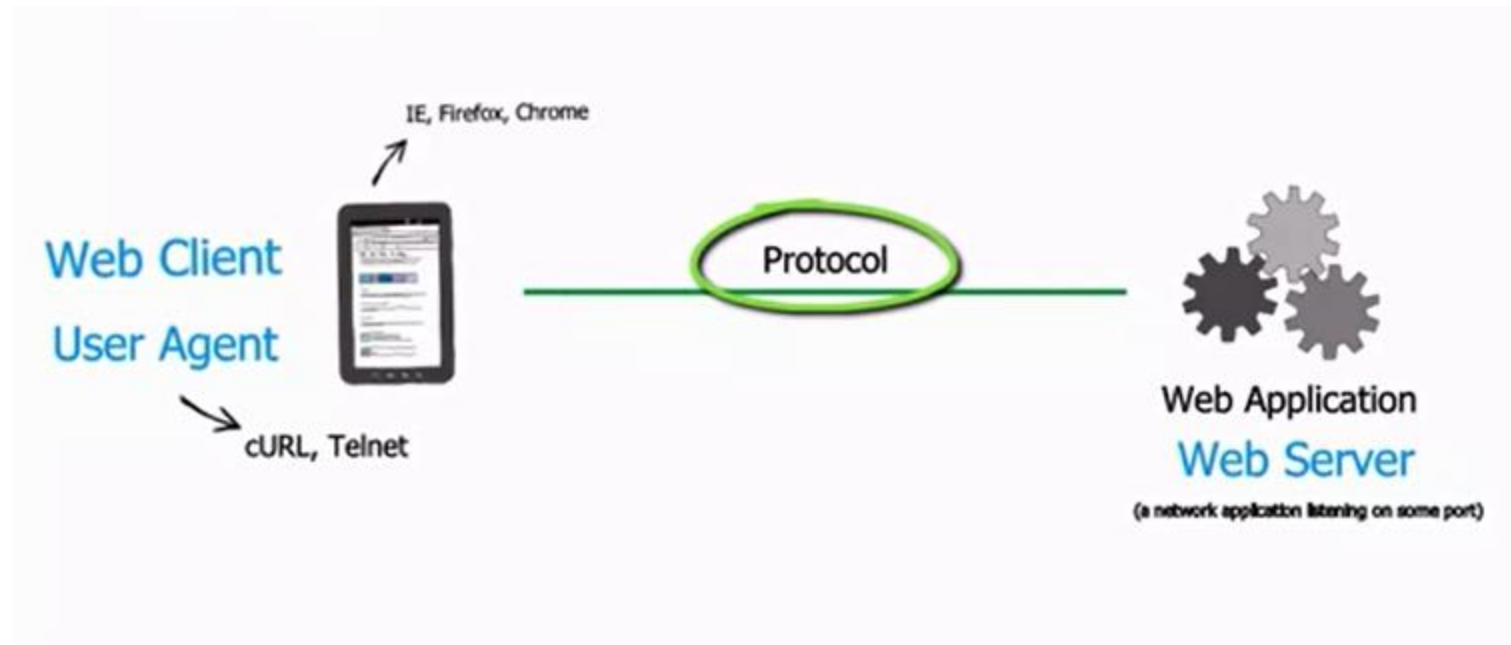 IE, Firefox, Chrome
Web Client
User Agent
cURL, Telnet
Protocol
Web Application
Web Server
(a network application listening on some port)